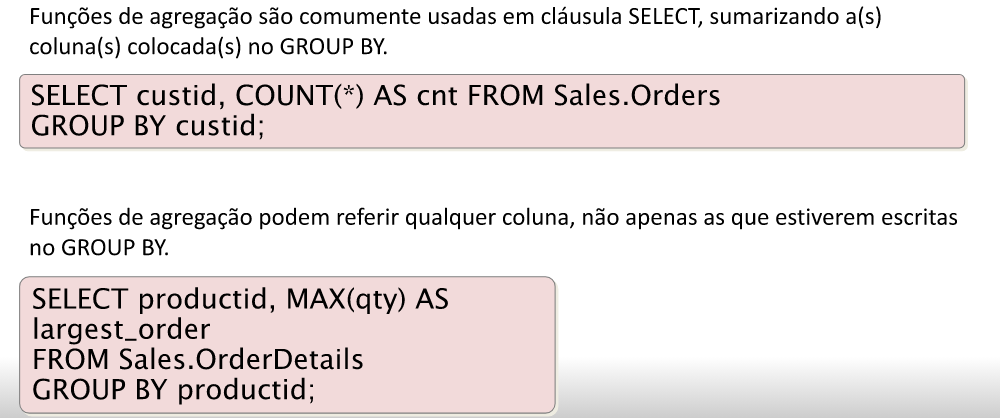 Funções de agregação são comumente usadas em cláusula SELECT, sumarizando a(s)
coluna(s) colocada(s) no GROUP BY.
SELECT custid, COUNT(*) AS cnt FROM Sales.Orders
GROUP BY custid;
Funções de agregação podem referir qualquer coluna, não apenas as que estiverem escritas
no GROUP BY.
SELECT productid, MAX(qty) AS
largest_order
FROM Sales.OrderDetails
GROUP BY productid;